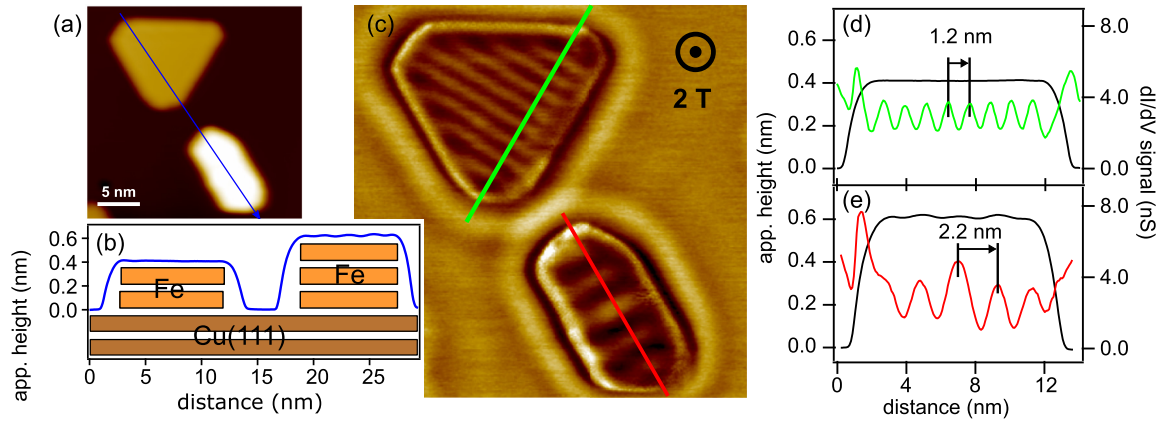 (a)
5 nm
(b)
app. height (nm)
0.6
0.4
0.2
0.0
Fe
Fe
Cu(111)
0
5
10
15
20
25
distance (nm)
(c)
2 T
(d)
1.2 nm
0.6
0.4
0.2
0.0
8.0
4.0
0.0
app. height (nm)
dI/dV signal (nS)
(e)
2.2 nm
0.6
0.4
0.2
0.0
8.0
4.0
0.0
0
4
8
12
distance (nm)